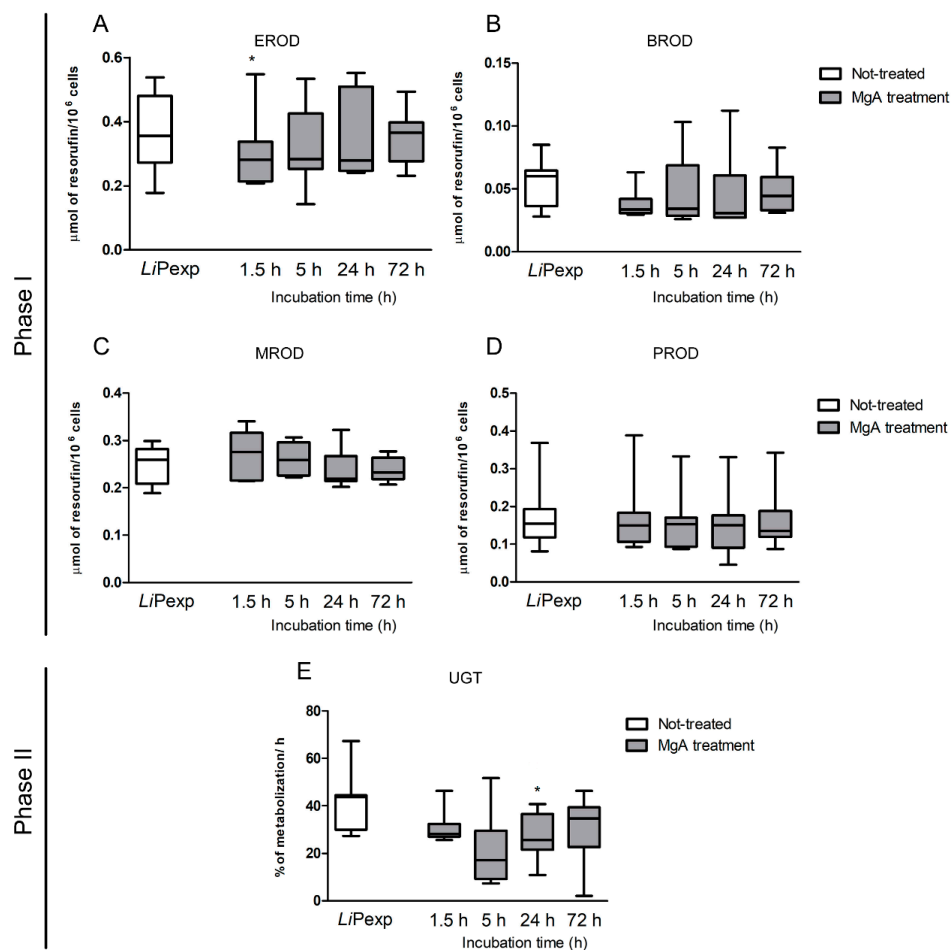 Phase I
A
EROD
*
μmol of resorufin/10⁶ cells
0.6
0.4
0.2
0.0
LiPexp
1.5 h
5 h
24 h
72 h
Incubation time (h)
B
BROD
μmol of resorufin/10⁶ cells
0.15
0.10
0.05
0.00
LiPexp
1.5 h
5 h
24 h
72 h
Incubation time (h)
Not-treated
MgA treatment
C
MROD
μmol of resorufin/10⁶ cells
0.4
0.3
0.2
0.1
0.0
LiPexp
1.5 h
5 h
24 h
72 h
Incubation time (h)
D
PROD
μmol of resorufin/10⁶ cells
0.5
0.4
0.3
0.2
0.1
0.0
LiPexp
1.5 h
5 h
24 h
72 h
Incubation time (h)
Not-treated
MgA treatment
Phase II
E
UGT
% of metabolization/ h
80
60
40
20
0
*
LiPexp
1.5 h
5 h
24 h
72 h
Incubation time (h)
Not-treated
MgA treatment